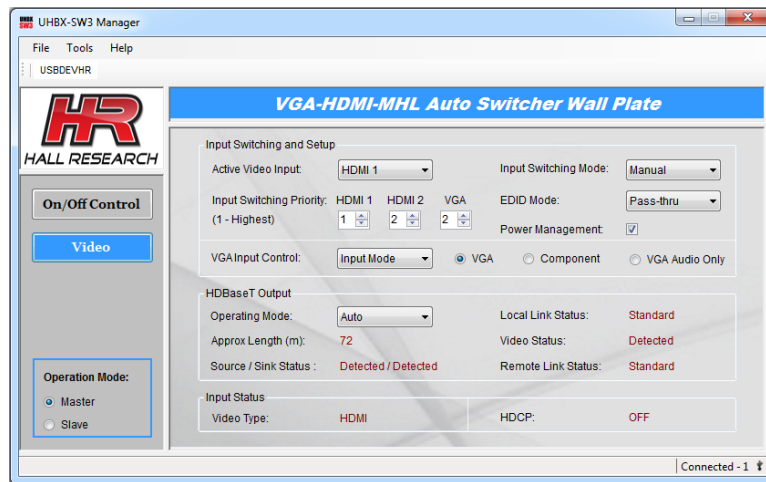 UHBX-SW3 Manager
File Tools Help
USBDEVHR
HR
HALL RESEARCH
VGA-HDMI-MHL Auto Switcher Wall Plate
On/Off Control
Video
Operation Mode:
Master
Slave
Input Switching and Setup
Active Video Input: HDMI 1 Input Switching Mode: Manual
Input Switching Priority: HDMI 1 HDMI 2 VGA EDID Mode: Pass-thru
(1 - Highest) 1 2 2
Power Management:
VGA Input Control: Input Mode VGA Component VGA Audio Only
HDBaseT Output
Operating Mode: Auto Local Link Status: Standard
Approx Length (m): 72 Video Status: Detected
Source / Sink Status : Detected / Detected Remote Link Status: Standard
Input Status
Video Type: HDMI HDCP: OFF
Connected - 1